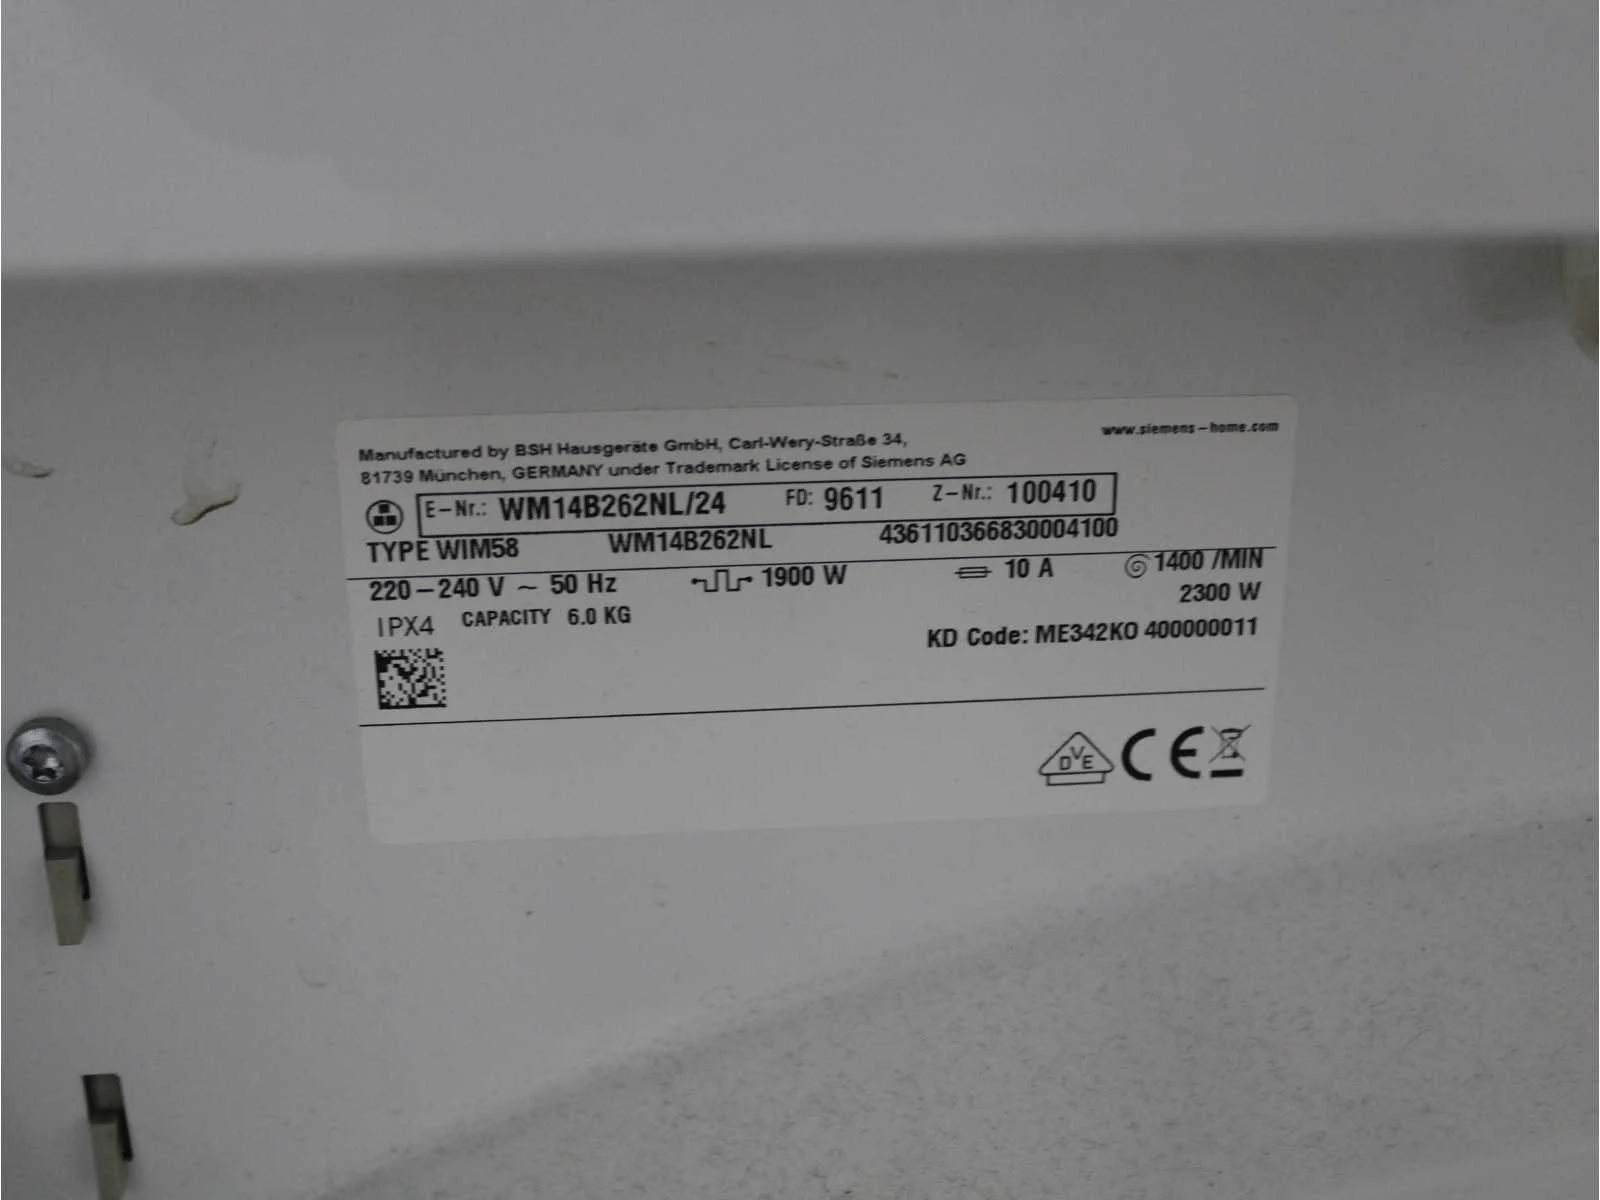 www.siemens-home.com
Manufactured by BSH Hausgeräte GmbH, Carl-Wery-Straße 34,
81739 München, GERMANY under Trademark License of Siemens AG
E-Nr.: WM14B262NL/24 FD: 9611 Z-Nr.: 100410
TYPE WIM58 WM14B262NL 436110366830004100
220-240 V ~ 50 Hz 1900 W 10 A 1400 /MIN
2300 W
IPX4 CAPACITY 6.0 KG
KD Code: ME342KO 400000011
DVE CE